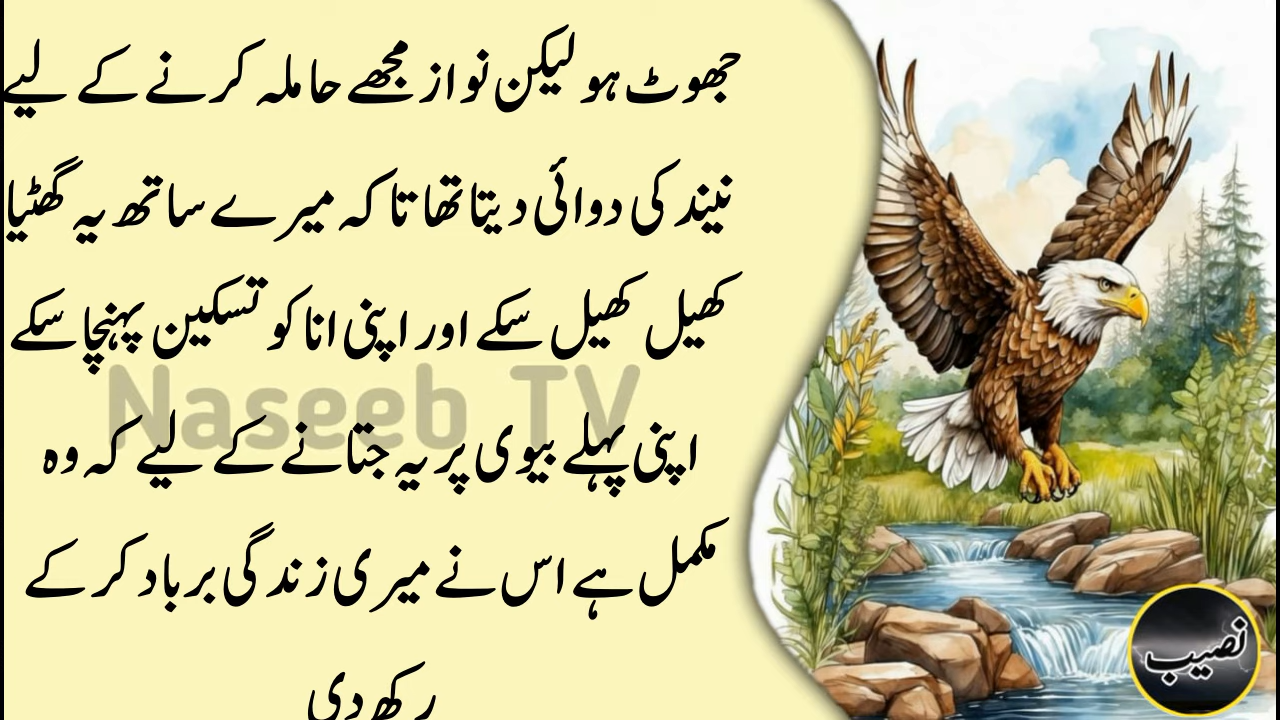 جھوٹ ہو لیکن نواز مجھے حاملہ کرنے کے لیے
نیند کی دوائی دیتا تھا تا کہ میرے ساتھ یہ گھٹیا
کھیل کھیل سکے اور اپنی انا کو تسکین پہنچا سکے
Naseeb TV
اپنی پہلے بیوی پر یہ جتانے کے لیے کہ وہ
مکمل ہے اس نے میری زندگی برباد کر کے
رکھ دی
نصیب